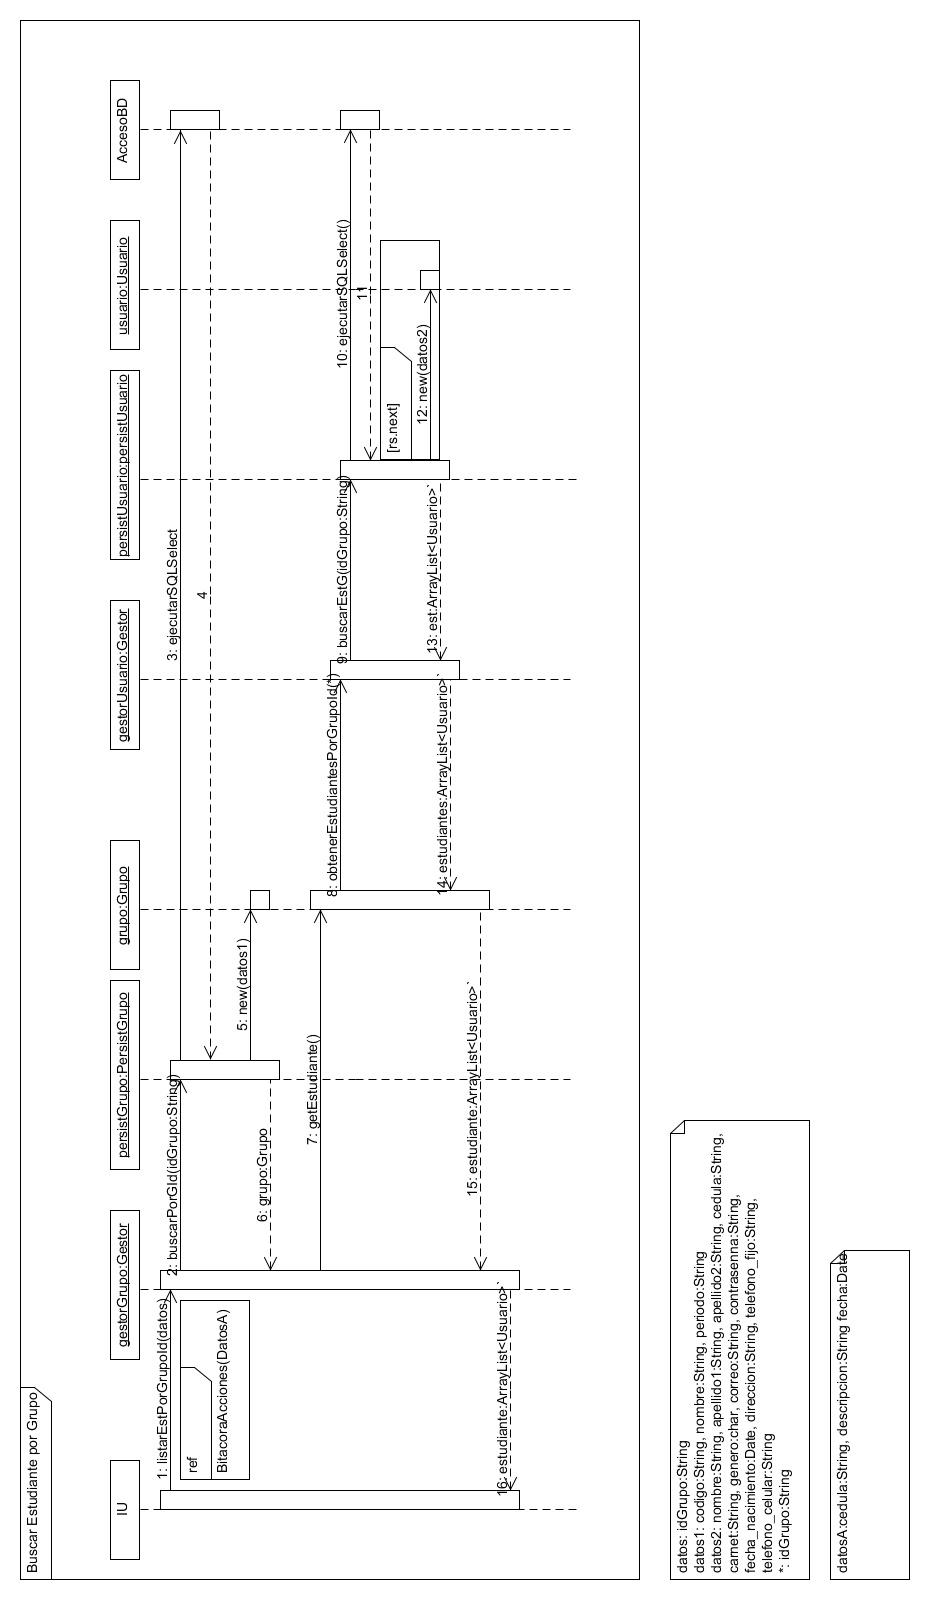 Buscar Estudiante por Grupo
IU
gestorGrupo:Gestor
persistGrupo:PersistGrupo
grupo:Grupo
gestorUsuario:Gestor
persistUsuario:persistUsuario
usuario:Usuario
AccesoBD
1: listarEstPorGrupoId(datos)
ref
BitacoraAcciones(DatosA)
2: buscarPorGId(idGrupo:String)
3: ejecutarSQLSelect
4
5: new(datos1)
6: grupo:Grupo
7: getEstudiante()
8: obtenerEstudiantesPorGrupoId(*)
9: buscarEstG(idGrupo:String)
10: ejecutarSQLSelect()
11
[rs.next]
12: new(datos2)
13: est:ArrayList<Usuario>`
14: estudiantes:ArrayList<Usuario>`
15: estudiante:ArrayList<Usuario>`
16: estudiante:ArrayList<Usuario>`
datos: idGrupo:String
datos1: codigo:String, nombre:String, periodo:String
datos2: nombre:String, apellido1:String, apellido2:String, cedula:String,
carnet:String, genero:char, correo:String, contrasenna:String,
fecha_nacimiento:Date, direccion:String, telefono_fijo:String,
telefono_celular:String
*: idGrupo:String
datosA:cedula:String, descripcion:String fecha:Date